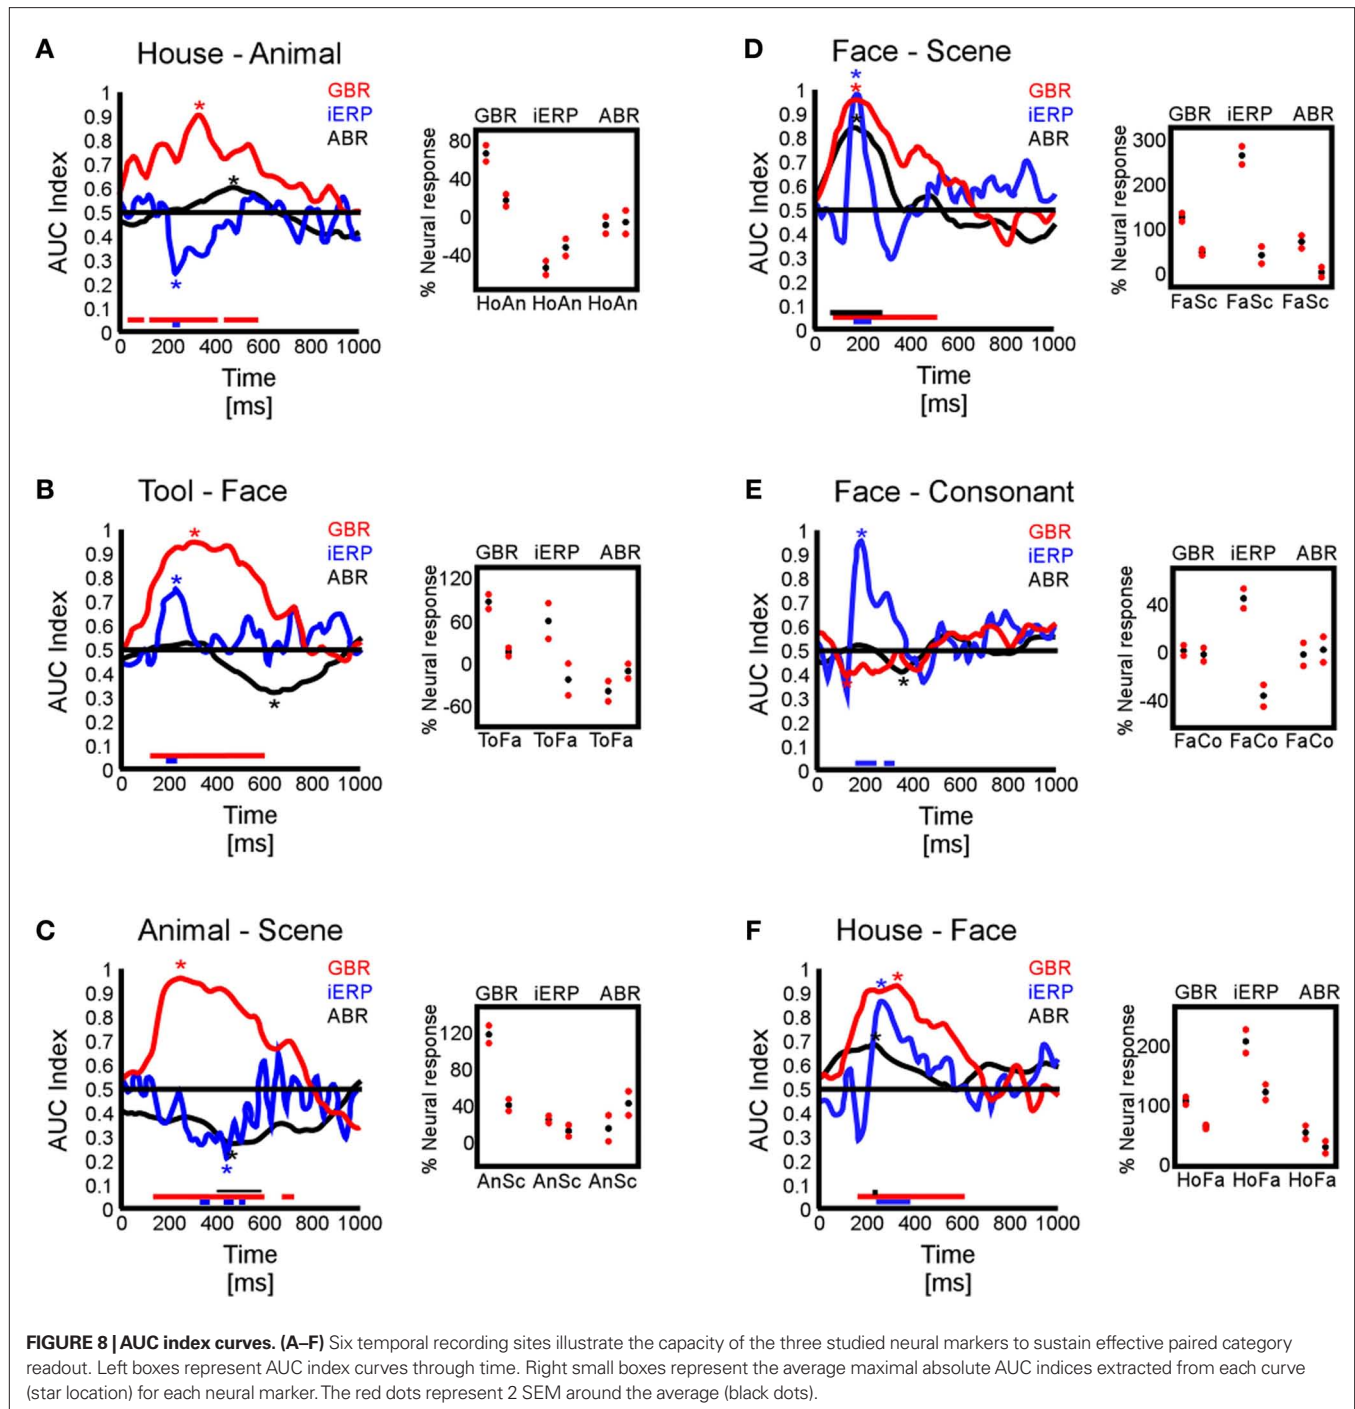 A
House - Animal
GBR
iERP
ABR
AUC Index
1
0.9
0.8
0.7
0.6
0.5
0.4
0.3
0.2
0.1
0
0 200 400 600 800 1000
Time
[ms]
*
*
*
GBR iERP ABR
% Neural response
80
40
0
-40
HoAn HoAn HoAn
D
Face - Scene
GBR
iERP
ABR
AUC Index
1
0.9
0.8
0.7
0.6
0.5
0.4
0.3
0.2
0.1
0
0 200 400 600 800 1000
Time
[ms]
*
*
*
GBR iERP ABR
% Neural response
300
200
100
0
FaSc FaSc FaSc
B
Tool - Face
GBR
iERP
ABR
AUC Index
1
0.9
0.8
0.7
0.6
0.5
0.4
0.3
0.2
0.1
0
0 200 400 600 800 1000
Time
[ms]
*
*
*
GBR iERP ABR
% Neural response
120
60
0
-60
ToFa ToFa ToFa
E
Face - Consonant
GBR
iERP
ABR
AUC Index
1
0.9
0.8
0.7
0.6
0.5
0.4
0.3
0.2
0.1
0
0 200 400 600 800 1000
Time
[ms]
*
*
*
GBR iERP ABR
% Neural response
40
0
-40
FaCo FaCo FaCo
C
Animal - Scene
GBR
iERP
ABR
AUC Index
1
0.9
0.8
0.7
0.6
0.5
0.4
0.3
0.2
0.1
0
0 200 400 600 800 1000
Time
[ms]
*
*
*
GBR iERP ABR
% Neural response
120
80
40
0
AnSc AnSc AnSc
F
House - Face
GBR
iERP
ABR
AUC Index
1
0.9
0.8
0.7
0.6
0.5
0.4
0.3
0.2
0.1
0
0 200 400 600 800 1000
Time
[ms]
*
*
*
GBR iERP ABR
% Neural response
200
100
0
HoFa HoFa HoFa
FIGURE 8 | AUC index curves. (A–F) Six temporal recording sites illustrate the capacity of the three studied neural markers to sustain effective paired category
readout. Left boxes represent AUC index curves through time. Right small boxes represent the average maximal absolute AUC indices extracted from each curve
(star location) for each neural marker. The red dots represent 2 SEM around the average (black dots).